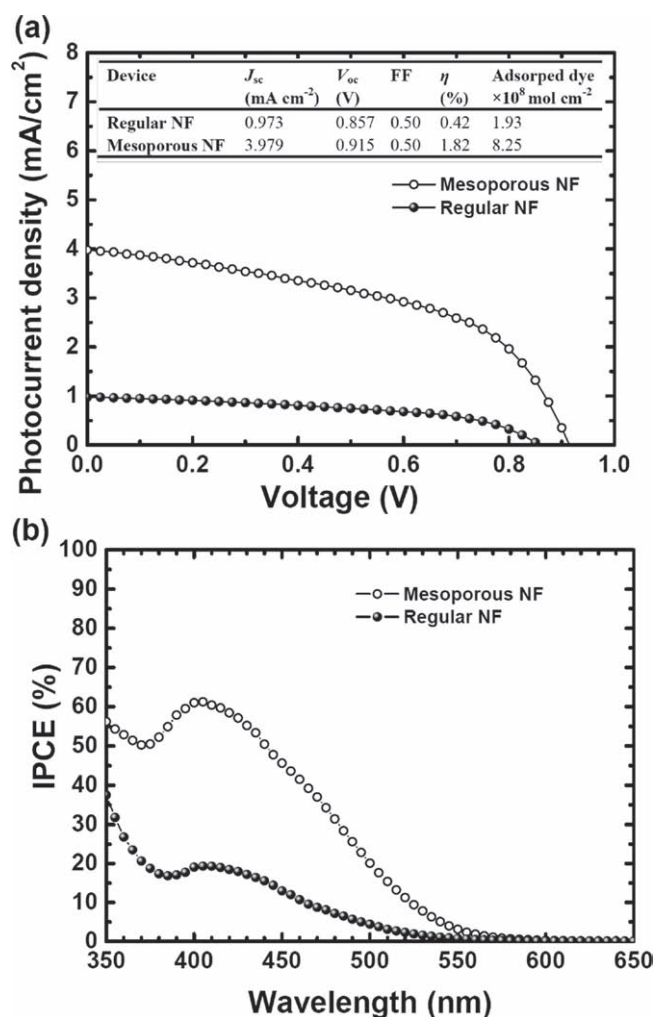 (a)
8
7
6
5
4
3
2
1
0
Photocurrent density (mA/cm²)
Device Jsc Voc FF η Adsorped dye
(mA cm⁻²) (V) (%) ×10⁸ mol cm⁻²
Regular NF 0.973 0.857 0.50 0.42 1.93
Mesoporous NF 3.979 0.915 0.50 1.82 8.25
Mesoporous NF
Regular NF
0.0 0.2 0.4 0.6 0.8 1.0
Voltage (V)
(b)
100
90
80
70
60
50
40
30
20
10
0
IPCE (%)
Mesoporous NF
Regular NF
350 400 450 500 550 600 650
Wavelength (nm)